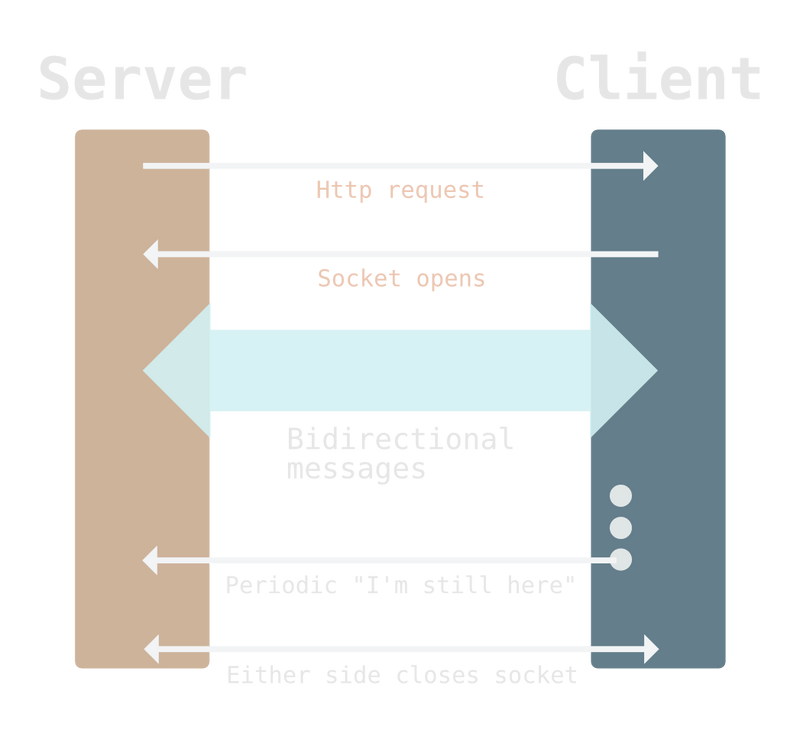 Server
Client
Http request
Socket opens
Bidirectional
messages
Periodic "I'm still here"
Either side closes socket